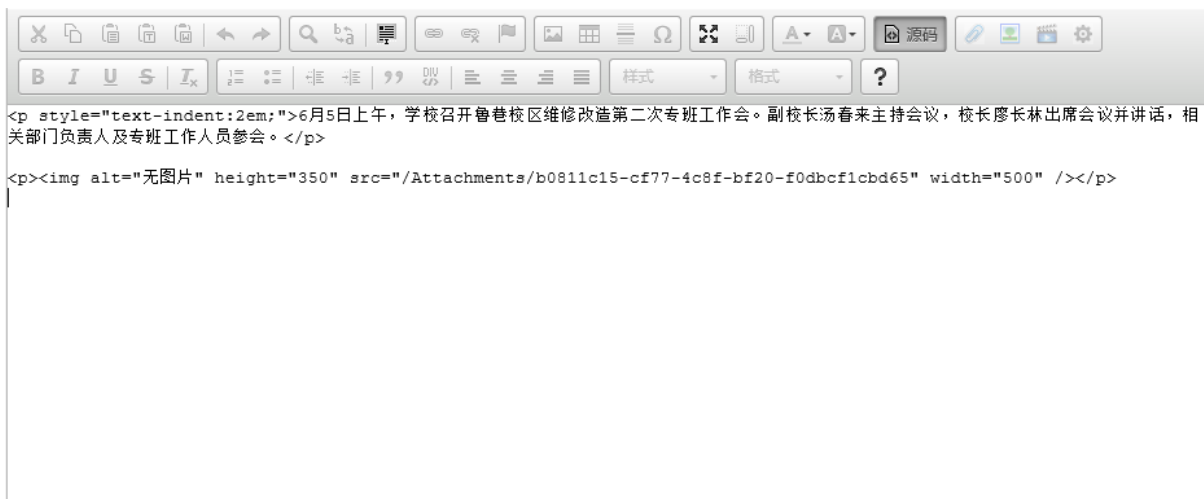 源码
B I U S Tx
样式 格式 ?
<p style="text-indent:2em;">6月5日上午，学校召开鲁巷校区维修改造第二次专班工作会。副校长汤春来主持会议，校长廖长林出席会议并讲话，相
关部门负责人及专班工作人员参会。</p>
<p><img alt="无图片" height="350" src="/Attachments/b0811c15-cf77-4c8f-bf20-f0dbcf1cbd65" width="500" /></p>